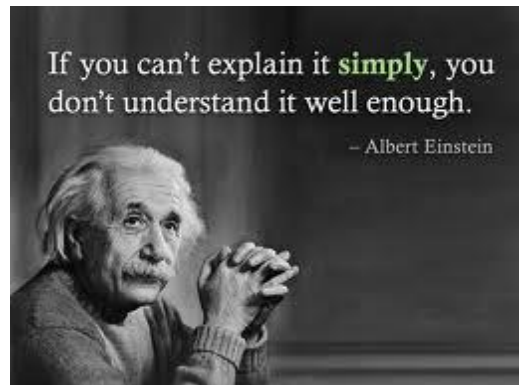 If you can't explain it simply, you
don't understand it well enough.
– Albert Einstein